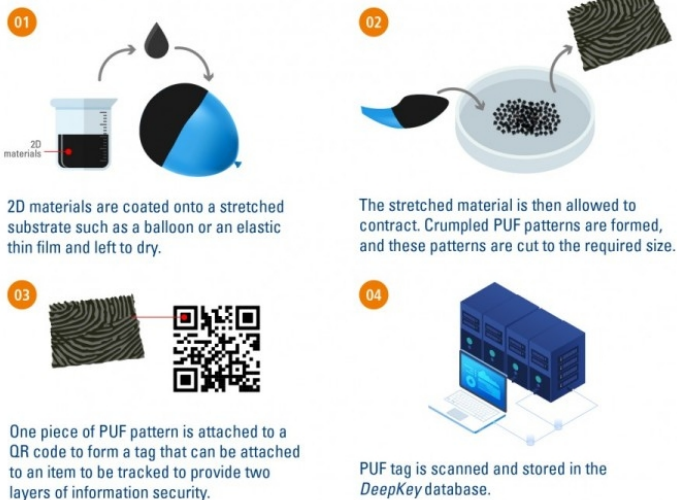 01
2D
materials
2D materials are coated onto a stretched
substrate such as a balloon or an elastic
thin film and left to dry.
02
The stretched material is then allowed to
contract. Crumpled PUF patterns are formed,
and these patterns are cut to the required size.
03
One piece of PUF pattern is attached to a
QR code to form a tag that can be attached
to an item to be tracked to provide two
layers of information security.
04
PUF tag is scanned and stored in the
DeepKey database.